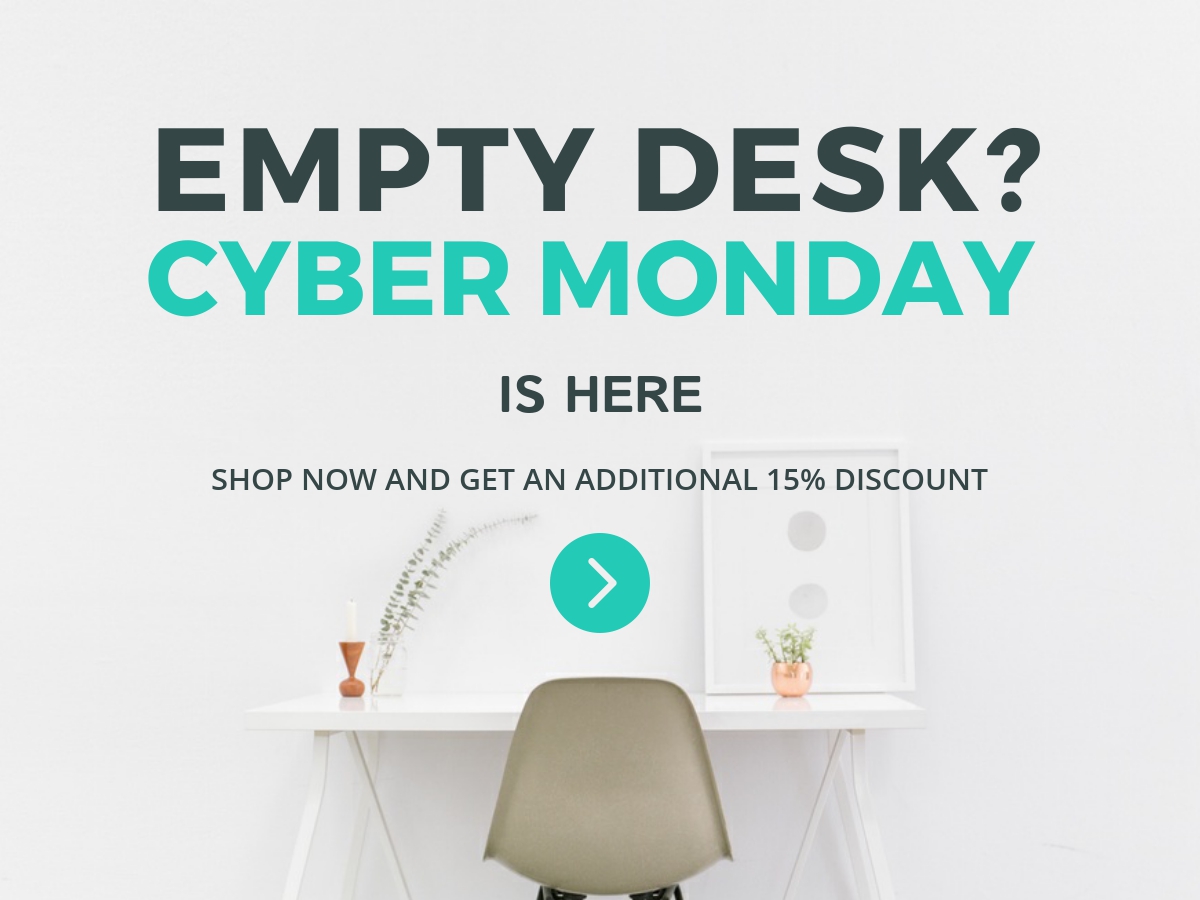 EMPTY DESK?
CYBER MONDAY
IS HERE
SHOP NOW AND GET AN ADDITIONAL 15% DISCOUNT